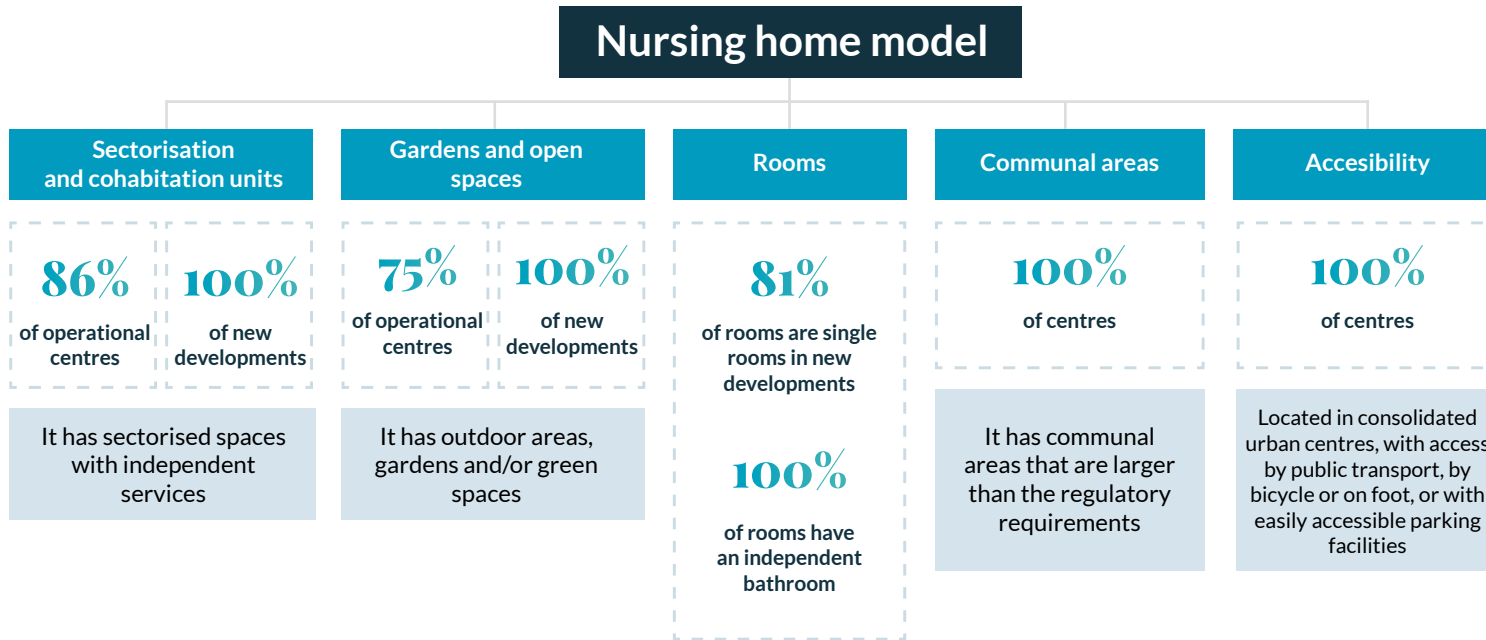 Nursing home model
Sectorisation
and cohabitation units
86%
of operational
centres
100%
of new
developments
It has sectorised spaces
with independent
services
Gardens and open
spaces
75%
of operational
centres
100%
of new
developments
It has outdoor areas,
gardens and/or green
spaces
Rooms
81%
of rooms are single
rooms in new
developments
100%
of rooms have
an independent
bathroom
Communal areas
100%
of centres
It has communal
areas that are larger
than the regulatory
requirements
Accesibility
100%
of centres
Located in consolidated
urban centres, with access
by public transport, by
bicycle or on foot, or with
easily accessible parking
facilities